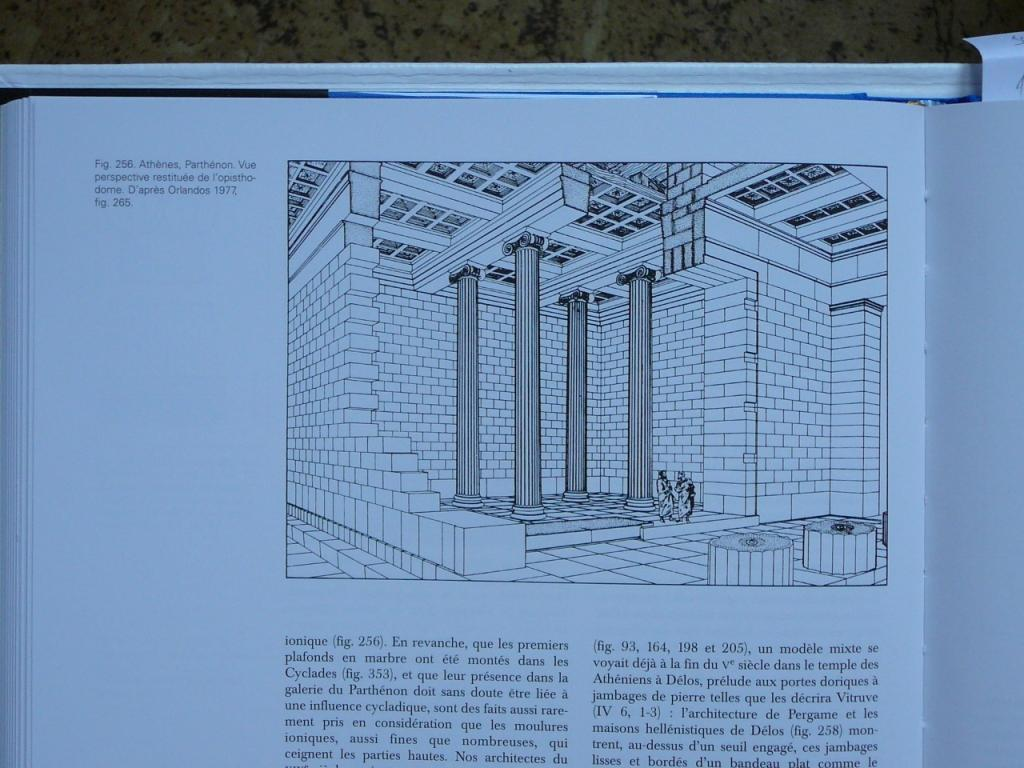 Fig. 256. Athènes, Parthénon. Vue
perspective restituée de l'opistho-
dome. D'après Orlandos 1977,
fig. 265.
ionique (fig. 256). En revanche, que les premiers
plafonds en marbre ont été montés dans les
Cyclades (fig. 353), et que leur présence dans la
galerie du Parthénon doit sans doute être liée à
une influence cycladique, sont des faits aussi rare-
ment pris en considération que les moulures
ioniques, aussi fines que nombreuses, qui
ceignent les parties hautes. Nos architectes du
(fig. 93, 164, 198 et 205), un modèle mixte se
voyait déjà à la fin du Ve siècle dans le temple des
Athéniens à Délos, prélude aux portes doriques à
jambages de pierre telles que les décrira Vitruve
(IV 6, 1-3) : l'architecture de Pergame et les
maisons hellénistiques de Délos (fig. 258) mon-
trent, au-dessus d'un seuil engagé, ces jambages
lisses et bordés d'un bandeau plat comme le